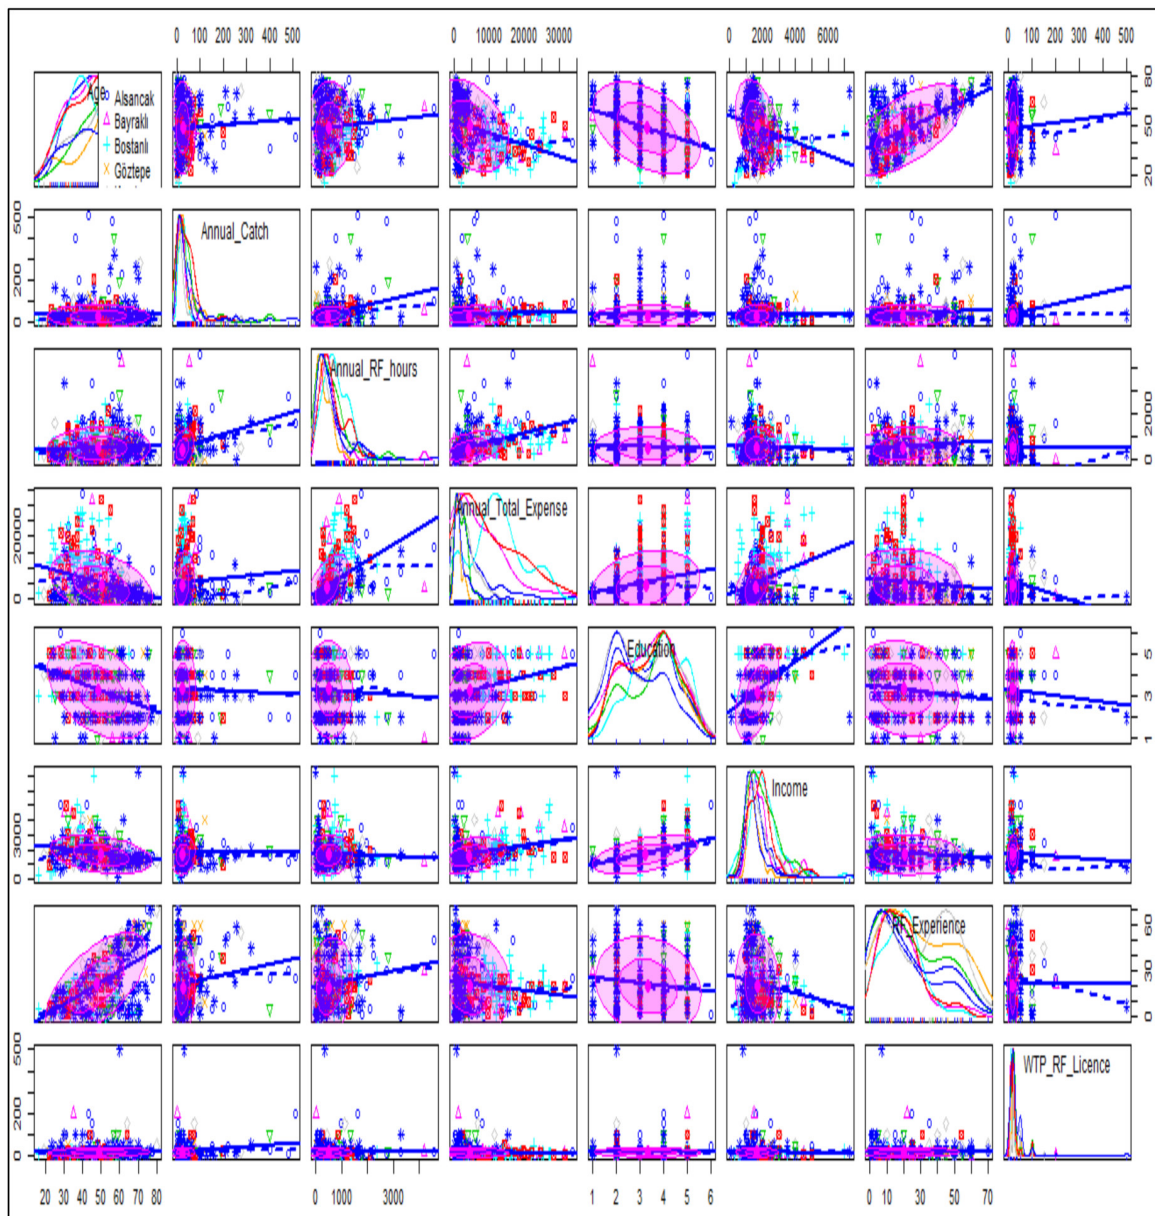 0 100 200 300 400 500
0 10000 20000 30000
0 2000 4000 6000
0 100 200 300 400 500
Age
Alsancak
Bayraklı
Bostanlı
Göztepe
20 50 80
0 200 500
Annual_Catch
Annual_RF_hours
0 2000
0 20000
Annual_Total_Expense
Education
1 3 5
0 3000
Income
RF_Experience
0 30 60
0 200 500
WTP_RF_Licence
20 30 40 50 60 70 80
0 1000 3000
1 2 3 4 5 6
0 10 30 50 70